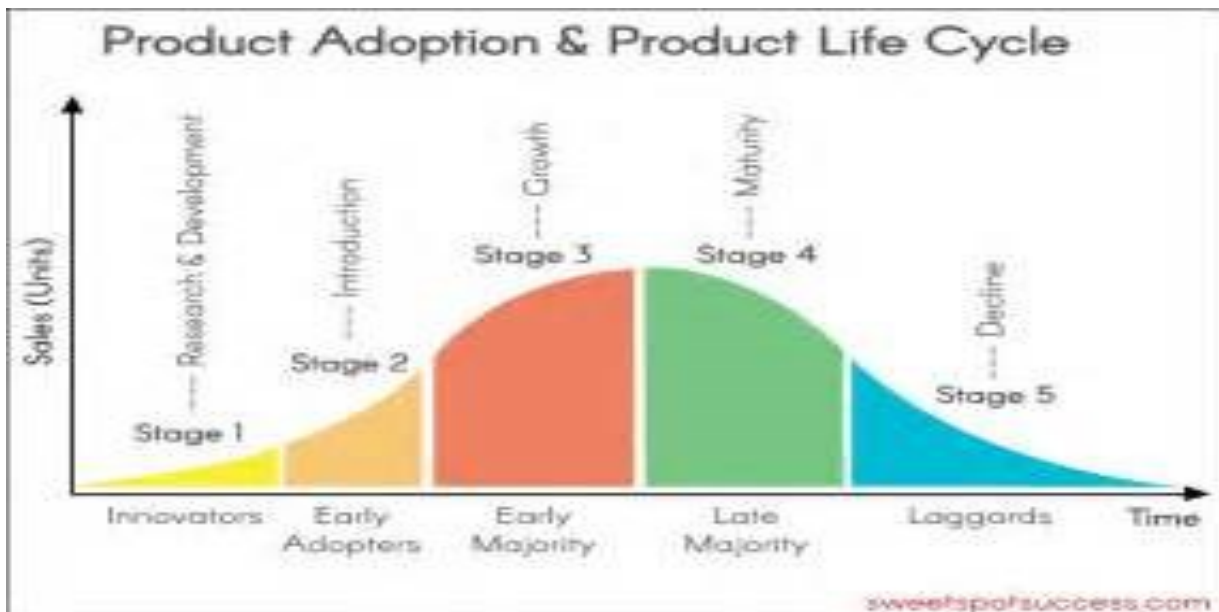 Product Adoption & Product Life Cycle
Sales (Units)
Stage 1
---- Research & Development
Stage 2
---- Introduction
Stage 3
---- Growth
Stage 4
---- Maturity
Stage 5
---- Decline
Innovators
Early
Adopters
Early
Majority
Late
Majority
Laggards
Time
sweetspotsuccess.com